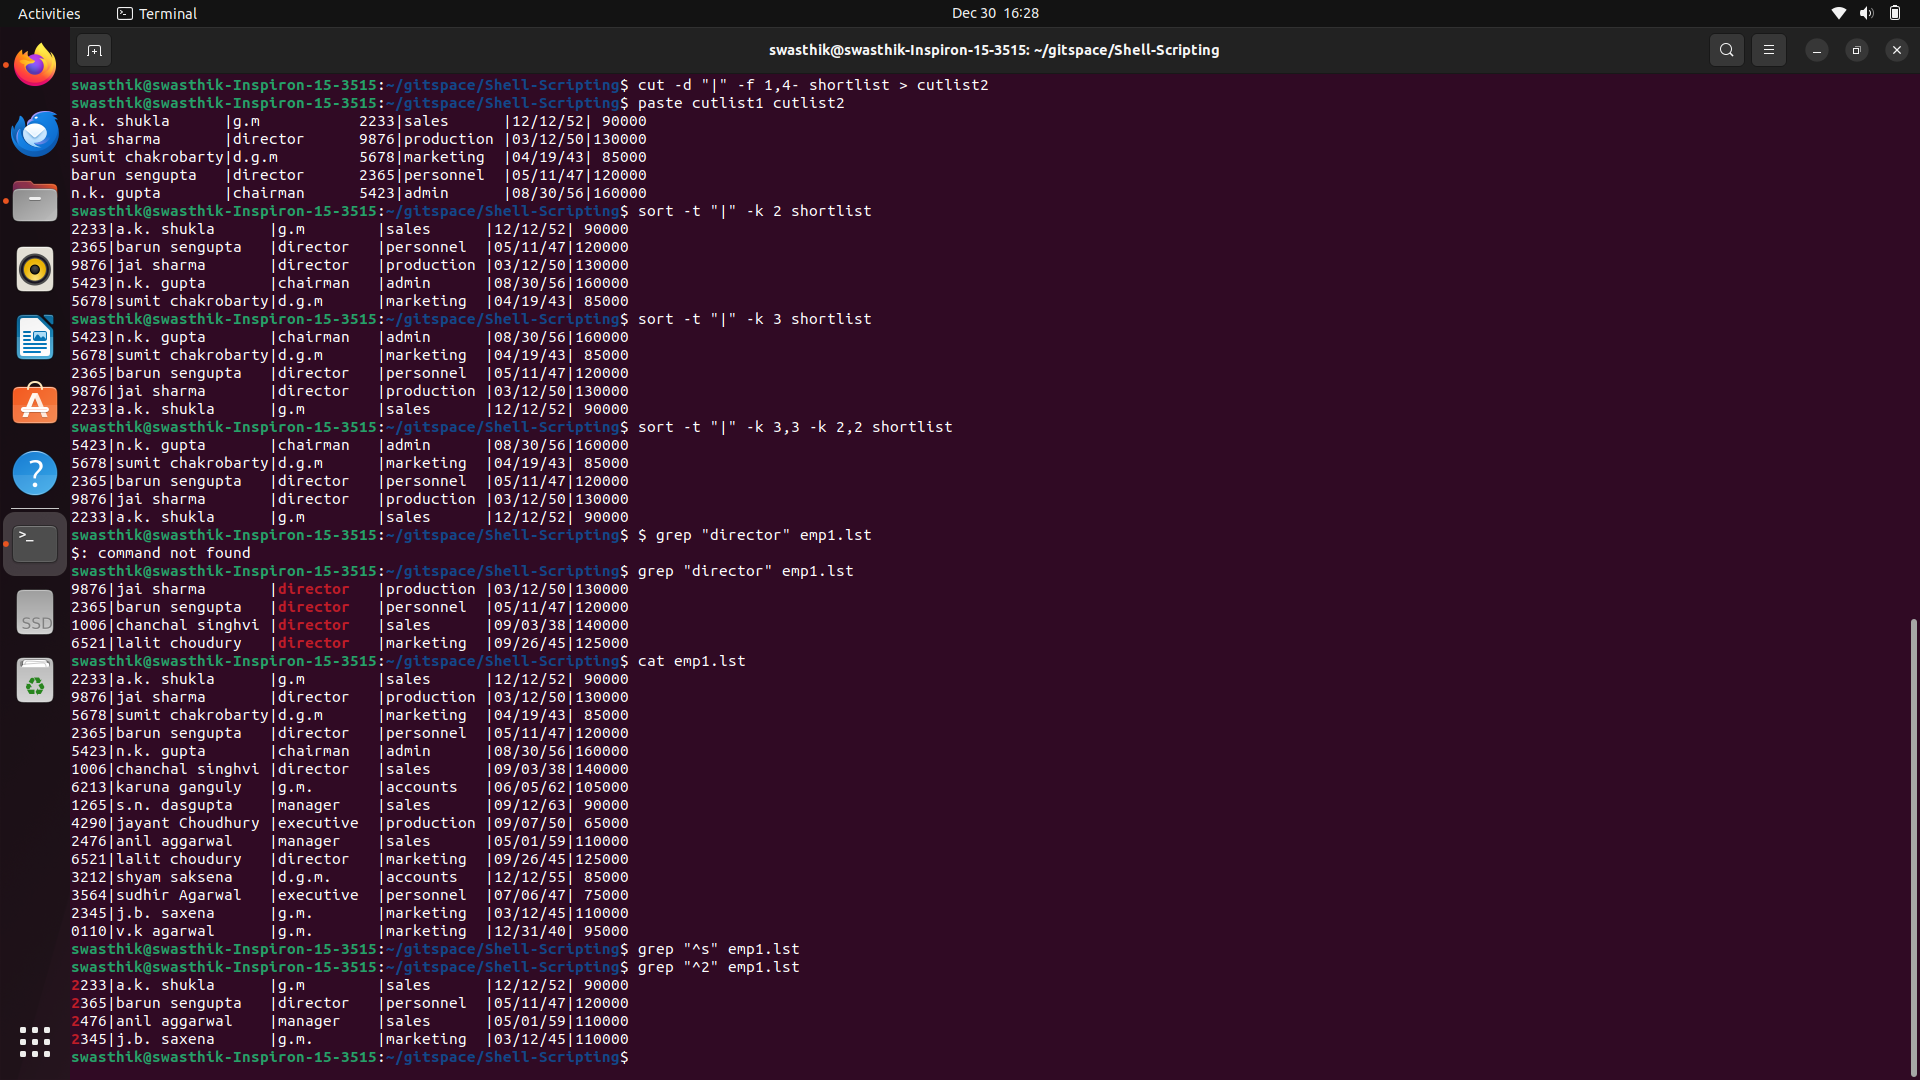 Activities
Terminal
Dec 30 16:28
swasthik@swasthik-Inspiron-15-3515: ~/gitspace/Shell-Scripting
swasthik@swasthik-Inspiron-15-3515:~/gitspace/Shell-Scripting$ cut -d "|" -f 1,4- shortlist > cutlist2
swasthik@swasthik-Inspiron-15-3515:~/gitspace/Shell-Scripting$ paste cutlist1 cutlist2
a.k. shukla      |g.m           2233|sales      |12/12/52| 90000
jai sharma       |director      9876|production |03/12/50|130000
sumit chakrobarty|d.g.m         5678|marketing  |04/19/43| 85000
barun sengupta   |director      2365|personnel  |05/11/47|120000
n.k. gupta       |chairman      5423|admin      |08/30/56|160000
swasthik@swasthik-Inspiron-15-3515:~/gitspace/Shell-Scripting$ sort -t "|" -k 2 shortlist
2233|a.k. shukla      |g.m        |sales      |12/12/52| 90000
2365|barun sengupta   |director   |personnel  |05/11/47|120000
9876|jai sharma       |director   |production |03/12/50|130000
5423|n.k. gupta       |chairman   |admin      |08/30/56|160000
5678|sumit chakrobarty|d.g.m      |marketing  |04/19/43| 85000
swasthik@swasthik-Inspiron-15-3515:~/gitspace/Shell-Scripting$ sort -t "|" -k 3 shortlist
5423|n.k. gupta       |chairman   |admin      |08/30/56|160000
5678|sumit chakrobarty|d.g.m      |marketing  |04/19/43| 85000
2365|barun sengupta   |director   |personnel  |05/11/47|120000
9876|jai sharma       |director   |production |03/12/50|130000
2233|a.k. shukla      |g.m        |sales      |12/12/52| 90000
swasthik@swasthik-Inspiron-15-3515:~/gitspace/Shell-Scripting$ sort -t "|" -k 3,3 -k 2,2 shortlist
5423|n.k. gupta       |chairman   |admin      |08/30/56|160000
5678|sumit chakrobarty|d.g.m      |marketing  |04/19/43| 85000
2365|barun sengupta   |director   |personnel  |05/11/47|120000
9876|jai sharma       |director   |production |03/12/50|130000
2233|a.k. shukla      |g.m        |sales      |12/12/52| 90000
swasthik@swasthik-Inspiron-15-3515:~/gitspace/Shell-Scripting$ $ grep "director" emp1.lst
$: command not found
swasthik@swasthik-Inspiron-15-3515:~/gitspace/Shell-Scripting$ grep "director" emp1.lst
9876|jai sharma       |director   |production |03/12/50|130000
2365|barun sengupta   |director   |personnel  |05/11/47|120000
1006|chanchal singhvi |director   |sales      |09/03/38|140000
6521|lalit choudury   |director   |marketing  |09/26/45|125000
swasthik@swasthik-Inspiron-15-3515:~/gitspace/Shell-Scripting$ cat emp1.lst
2233|a.k. shukla      |g.m        |sales      |12/12/52| 90000
9876|jai sharma       |director   |production |03/12/50|130000
5678|sumit chakrobarty|d.g.m      |marketing  |04/19/43| 85000
2365|barun sengupta   |director   |personnel  |05/11/47|120000
5423|n.k. gupta       |chairman   |admin      |08/30/56|160000
1006|chanchal singhvi |director   |sales      |09/03/38|140000
6213|karuna ganguly   |g.m.       |accounts   |06/05/62|105000
1265|s.n. dasgupta    |manager    |sales      |09/12/63| 90000
4290|jayant Choudhury |executive  |production |09/07/50| 65000
2476|anil aggarwal    |manager    |sales      |05/01/59|110000
6521|lalit choudury   |director   |marketing  |09/26/45|125000
3212|shyam saksena    |d.g.m.     |accounts   |12/12/55| 85000
3564|sudhir Agarwal   |executive  |personnel  |07/06/47| 75000
2345|j.b. saxena      |g.m.       |marketing  |03/12/45|110000
0110|v.k agarwal      |g.m.       |marketing  |12/31/40| 95000
swasthik@swasthik-Inspiron-15-3515:~/gitspace/Shell-Scripting$ grep "^s" emp1.lst
swasthik@swasthik-Inspiron-15-3515:~/gitspace/Shell-Scripting$ grep "^2" emp1.lst
2233|a.k. shukla      |g.m        |sales      |12/12/52| 90000
2365|barun sengupta   |director   |personnel  |05/11/47|120000
2476|anil aggarwal    |manager    |sales      |05/01/59|110000
2345|j.b. saxena      |g.m.       |marketing  |03/12/45|110000
swasthik@swasthik-Inspiron-15-3515:~/gitspace/Shell-Scripting$
?
>_
SSD